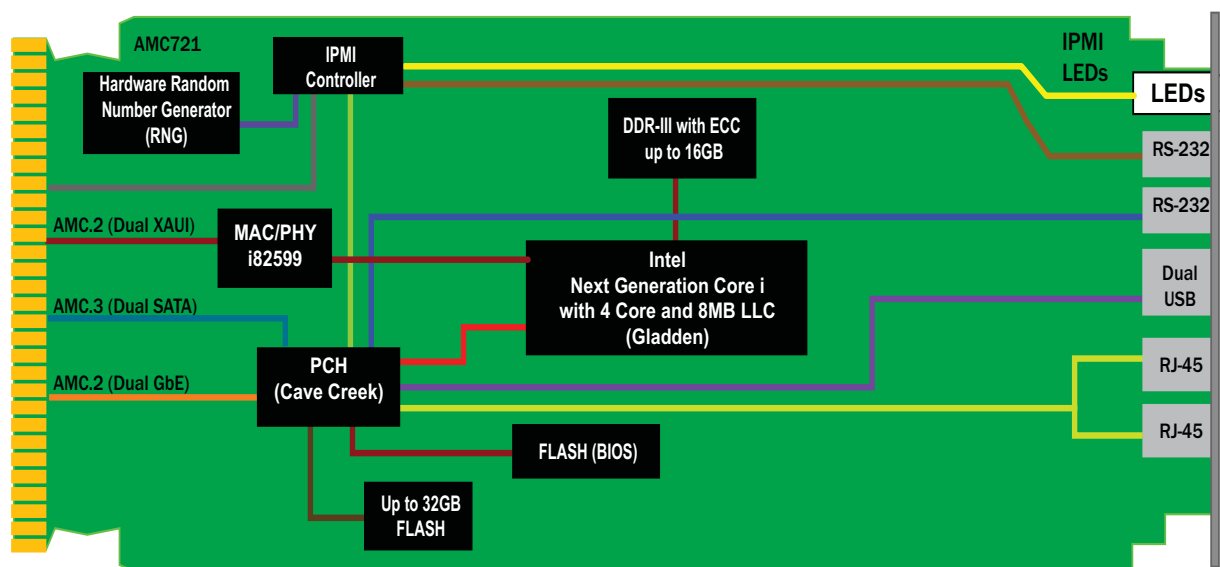 AMC721
IPMI
Controller
IPMI
LEDs
LEDs
Hardware Random
Number Generator
(RNG)
DDR-III with ECC
up to 16GB
RS-232
RS-232
AMC.2 (Dual XAUI)
MAC/PHY
i82599
Intel
Next Generation Core i
with 4 Core and 8MB LLC
(Gladden)
Dual
USB
AMC.3 (Dual SATA)
PCH
(Cave Creek)
RJ-45
AMC.2 (Dual GbE)
RJ-45
FLASH (BIOS)
Up to 32GB
FLASH